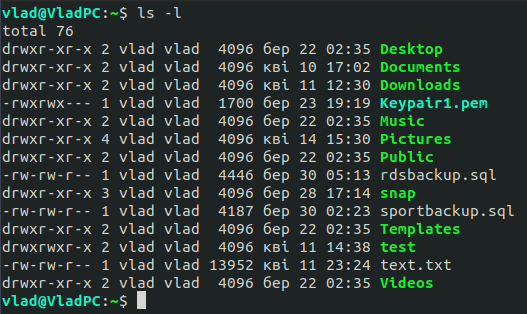 vlad@VladPC:~$ ls -l
total 76
drwxr-xr-x 2 vlad vlad  4096 бер 22 02:35 Desktop
drwxr-xr-x 2 vlad vlad  4096 кві 10 17:02 Documents
drwxr-xr-x 2 vlad vlad  4096 кві 11 12:30 Downloads
-rwxrwx--- 1 vlad vlad  1700 бер 23 19:19 Keypair1.pem
drwxr-xr-x 2 vlad vlad  4096 бер 22 02:35 Music
drwxr-xr-x 4 vlad vlad  4096 кві 14 15:30 Pictures
drwxr-xr-x 2 vlad vlad  4096 бер 22 02:35 Public
-rw-rw-r-- 1 vlad vlad  4446 бер 30 05:13 rdsbackup.sql
drwxr-xr-x 3 vlad vlad  4096 бер 28 17:14 snap
-rw-rw-r-- 1 vlad vlad  4187 бер 30 02:23 sportbackup.sql
drwxr-xr-x 2 vlad vlad  4096 бер 22 02:35 Templates
drwxrwxr-x 2 vlad vlad  4096 кві 11 14:38 test
-rw-rw-r-- 1 vlad vlad 13952 кві 11 23:24 text.txt
drwxr-xr-x 2 vlad vlad  4096 бер 22 02:35 Videos
vlad@VladPC:~$